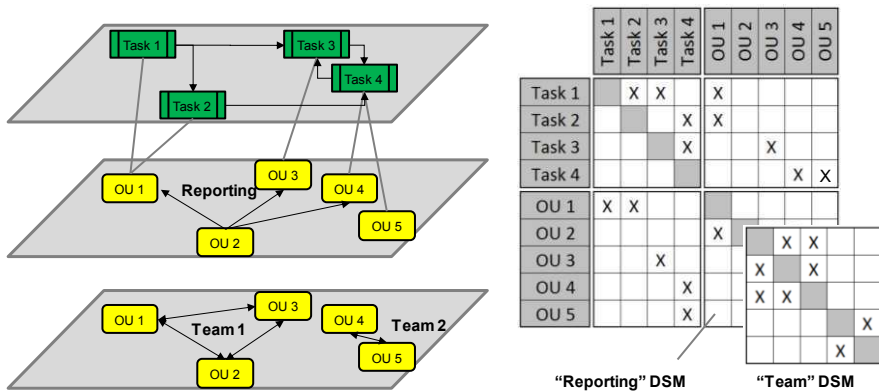 Task 1
Task 3
Task 4
Task 2
OU 1
Reporting
OU 3
OU 4
OU 5
OU 2
OU 1
OU 3
Team 1
OU 4
Team 2
OU 2
OU 5
Task 1 Task 2 Task 3 Task 4 OU 1 OU 2 OU 3 OU 4 OU 5
Task 1 X X X
Task 2 X X
Task 3 X X
Task 4 X X
OU 1 X X
OU 2 X
OU 3 X
OU 4 X
OU 5 X
X X
X X
X X
X
X
“Reporting” DSM
“Team” DSM